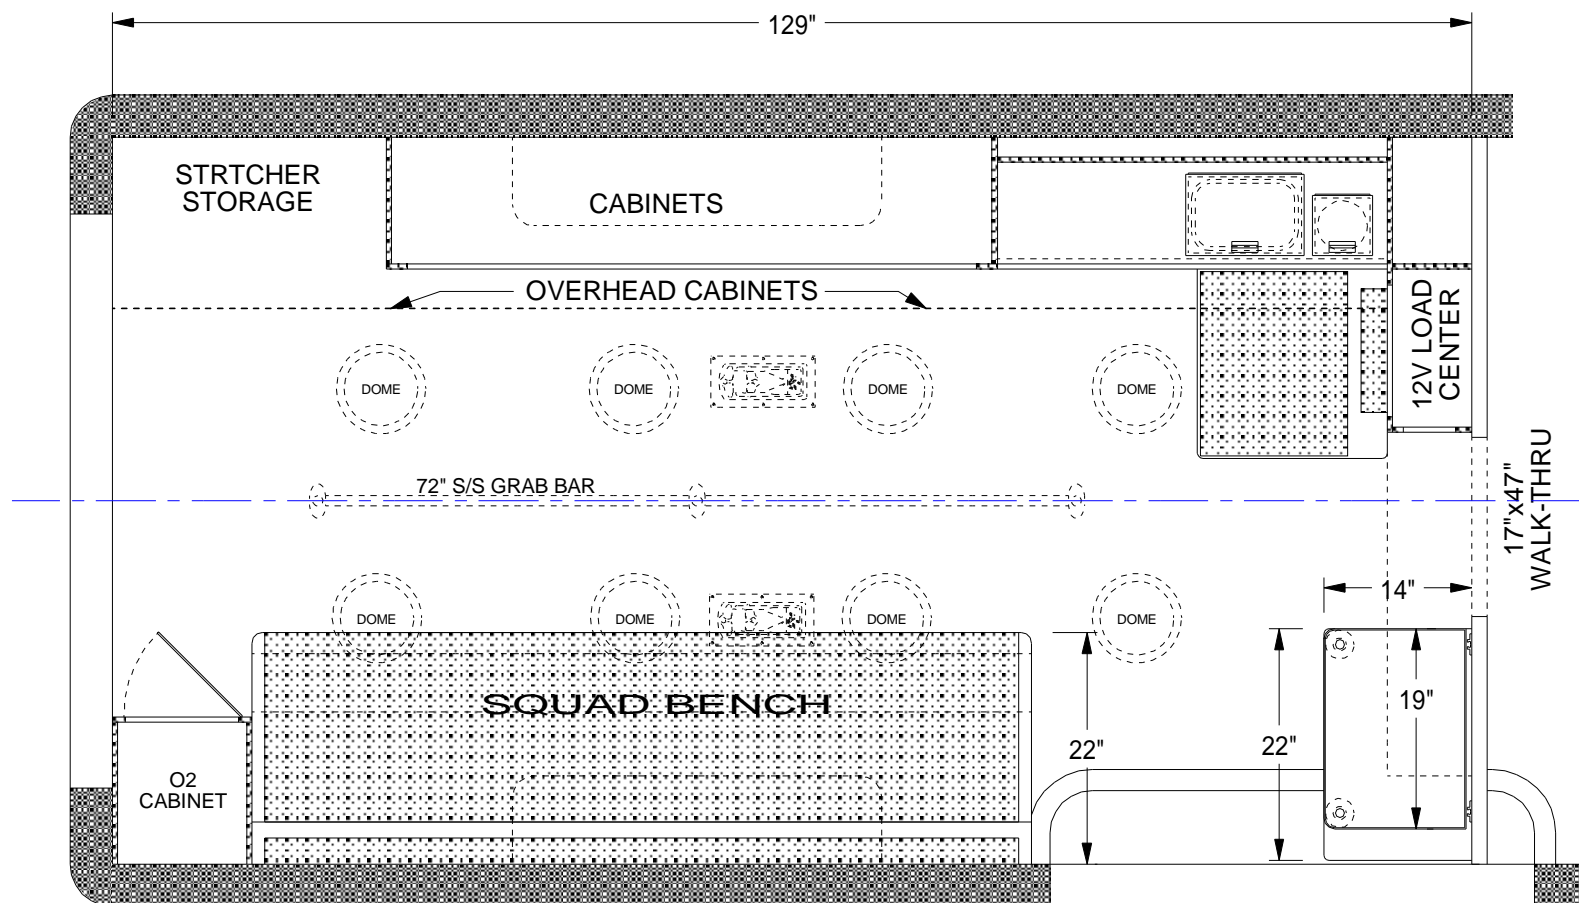 129"
STRTCHER
STORAGE
CABINETS
OVERHEAD CABINETS
12V LOAD
CENTER
DOME
DOME
DOME
DOME
72" S/S GRAB BAR
17"x47"
WALK-THRU
14"
DOME
DOME
DOME
DOME
SQUAD BENCH
19"
22"
22"
O2
CABINET